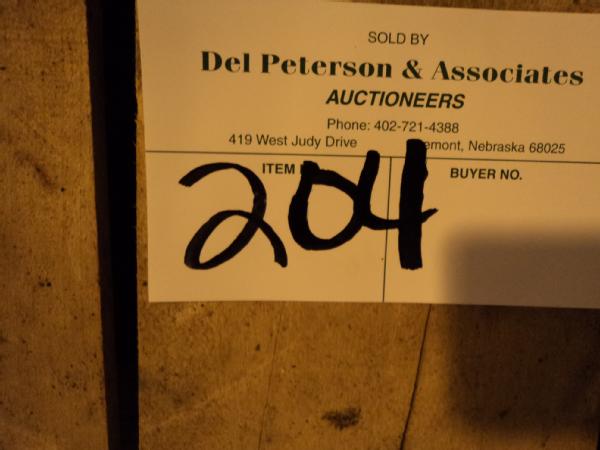 SOLD BY
Del Peterson & Associates
AUCTIONEERS
Phone: 402-721-4388
419 West Judy Drive emont, Nebraska 68025
ITEM BUYER NO.
204